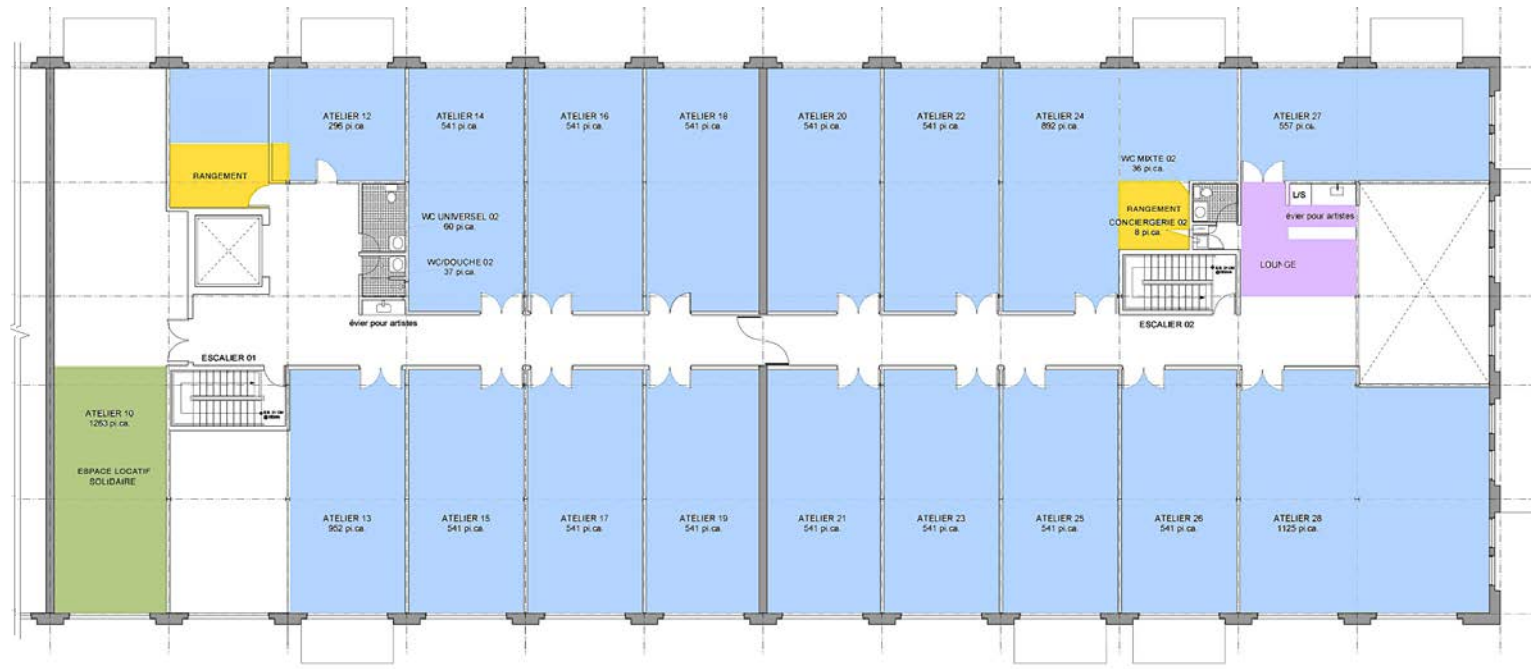 ATELIER 12
296 pi.ca.
ATELIER 14
541 pi.ca.
ATELIER 16
541 pi.ca.
ATELIER 18
541 pi.ca.
ATELIER 20
541 pi.ca.
ATELIER 22
541 pi.ca.
ATELIER 24
892 pi.ca.
ATELIER 27
557 pi.ca.
RANGEMENT
WC MIXTE 02
36 pi.ca.
L/S
évier pour artistes
WC UNIVERSEL 02
60 pi.ca.
RANGEMENT
CONCIERGERIE 02
8 pi.ca.
WC/DOUCHE 02
37 pi.ca.
LOUNGE
évier pour artistes
ESCALIER 02
ESCALIER 01
ATELIER 10
1263 pi.ca.
ESPACE LOCATIF
SOLIDAIRE
ATELIER 13
952 pi.ca.
ATELIER 15
541 pi.ca.
ATELIER 17
541 pi.ca.
ATELIER 19
541 pi.ca.
ATELIER 21
541 pi.ca.
ATELIER 23
541 pi.ca.
ATELIER 25
541 pi.ca.
ATELIER 26
541 pi.ca.
ATELIER 28
1125 pi.ca.